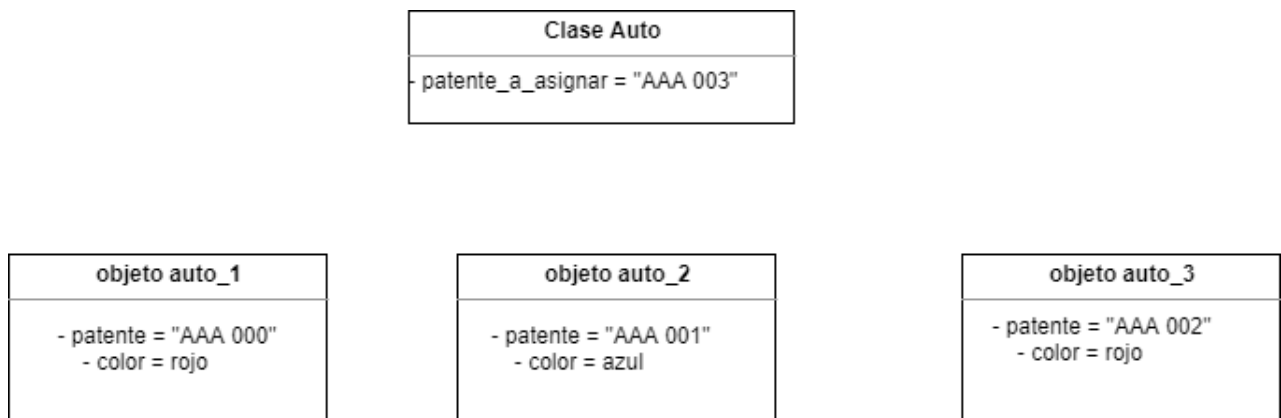 Clase Auto
- patente_a_asignar = "AAA 003"
objeto auto_1
- patente = "AAA 000"
- color = rojo
objeto auto_2
- patente = "AAA 001"
- color = azul
objeto auto_3
- patente = "AAA 002"
- color = rojo